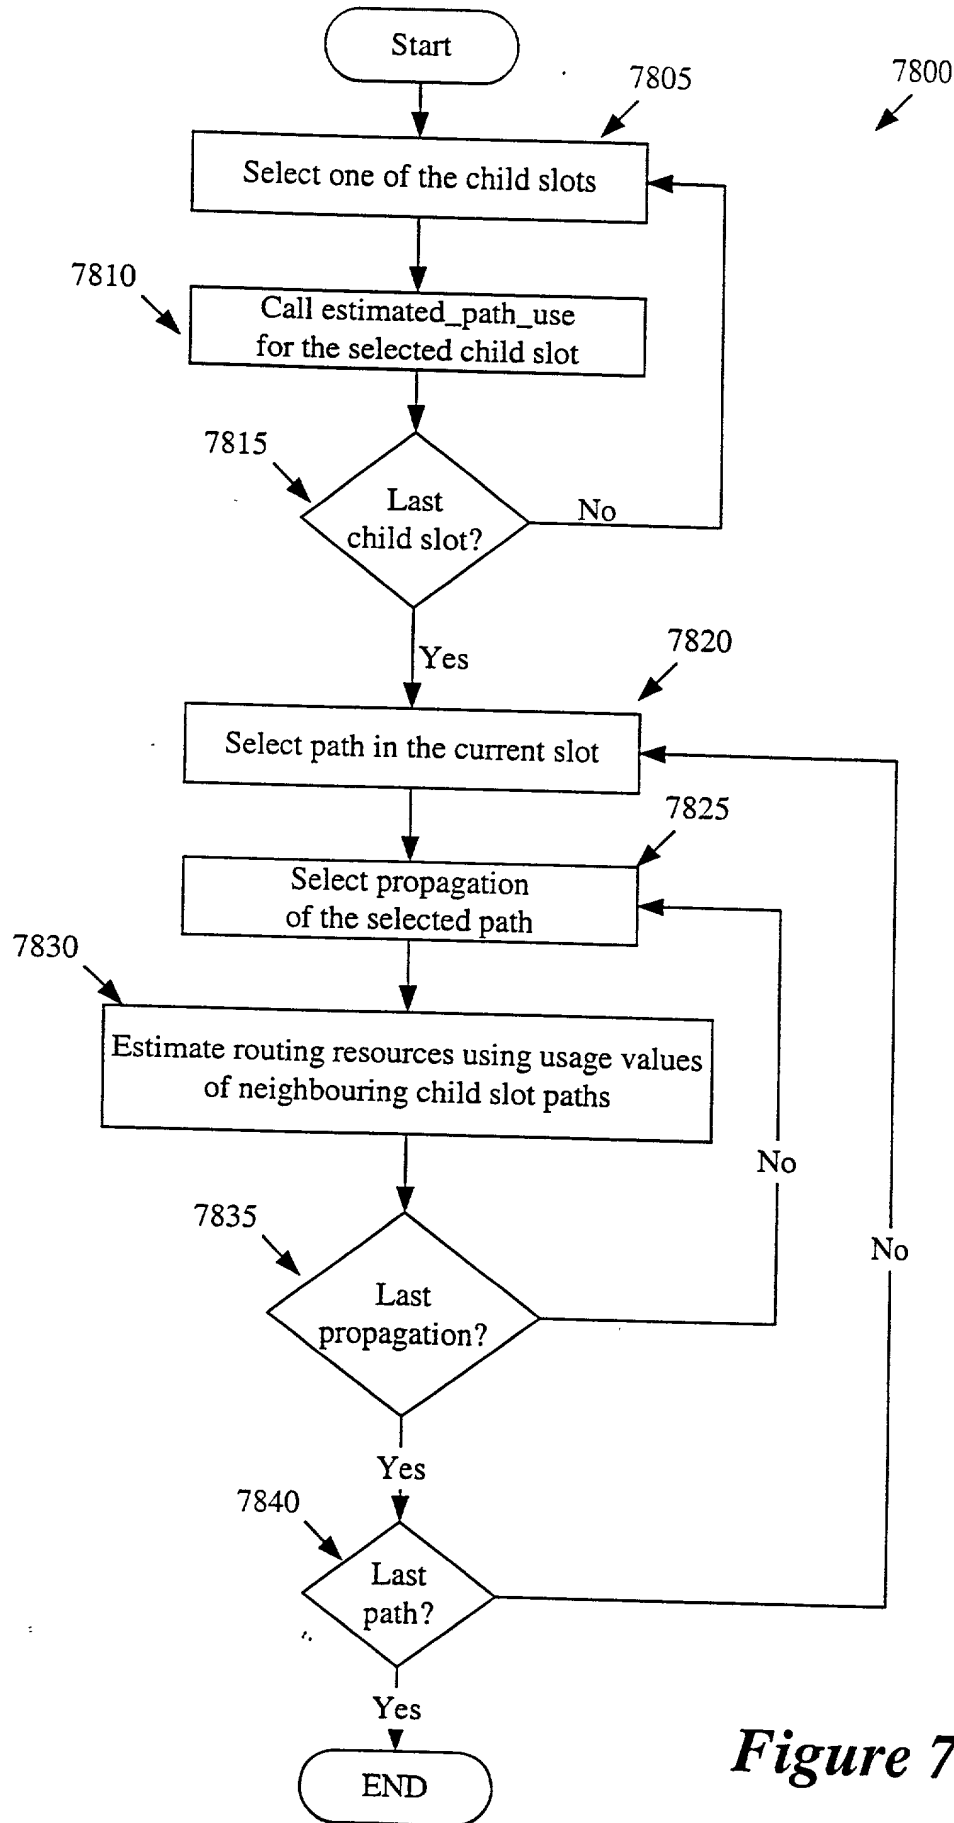 Start
7805
7800
Select one of the child slots
7810
Call estimated_path_use
for the selected child slot
7815
Last
child slot?
No
Yes
7820
Select path in the current slot
7825
Select propagation
of the selected path
7830
Estimate routing resources using usage values
of neighbouring child slot paths
No
7835
No
Last
propagation?
Yes
7840
Last
path?
Yes
Figure 7
END